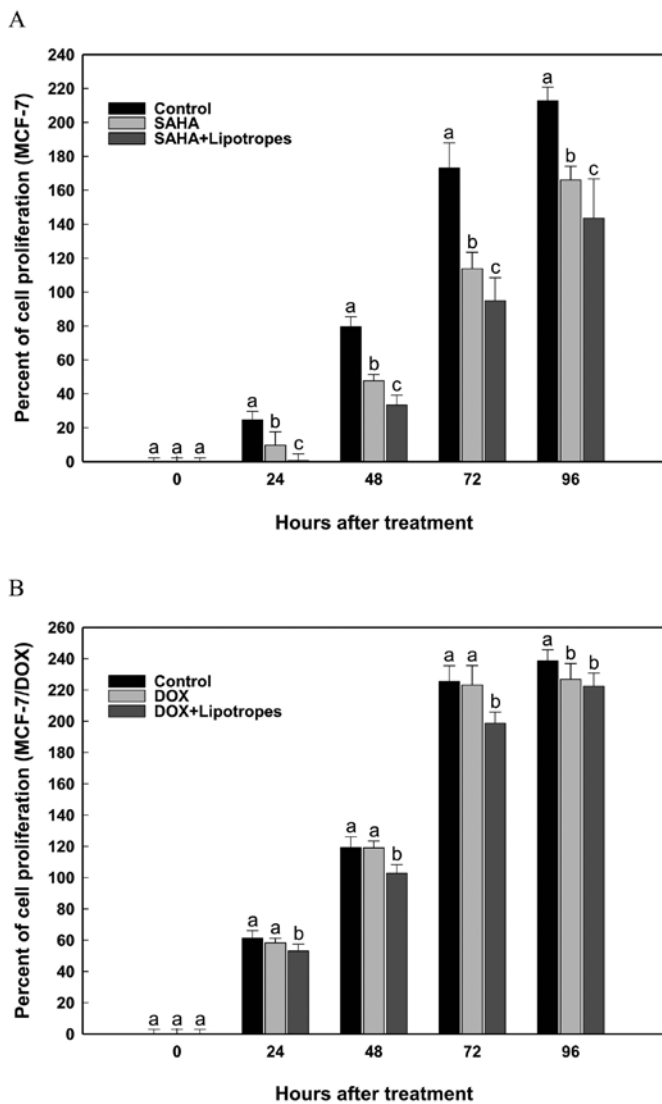 A
Percent of cell proliferation (MCF-7)
240
220
200
180
160
140
120
100
80
60
40
20
0
Control
SAHA
SAHA+Lipotropes
a a a
a b c
a b c
a b c
a b c
0 24 48 72 96
Hours after treatment
B
Percent of cell proliferation (MCF-7/DOX)
260
240
220
200
180
160
140
120
100
80
60
40
20
0
Control
DOX
DOX+Lipotropes
a a a
a a b
a a b
a a b
a b b
0 24 48 72 96
Hours after treatment